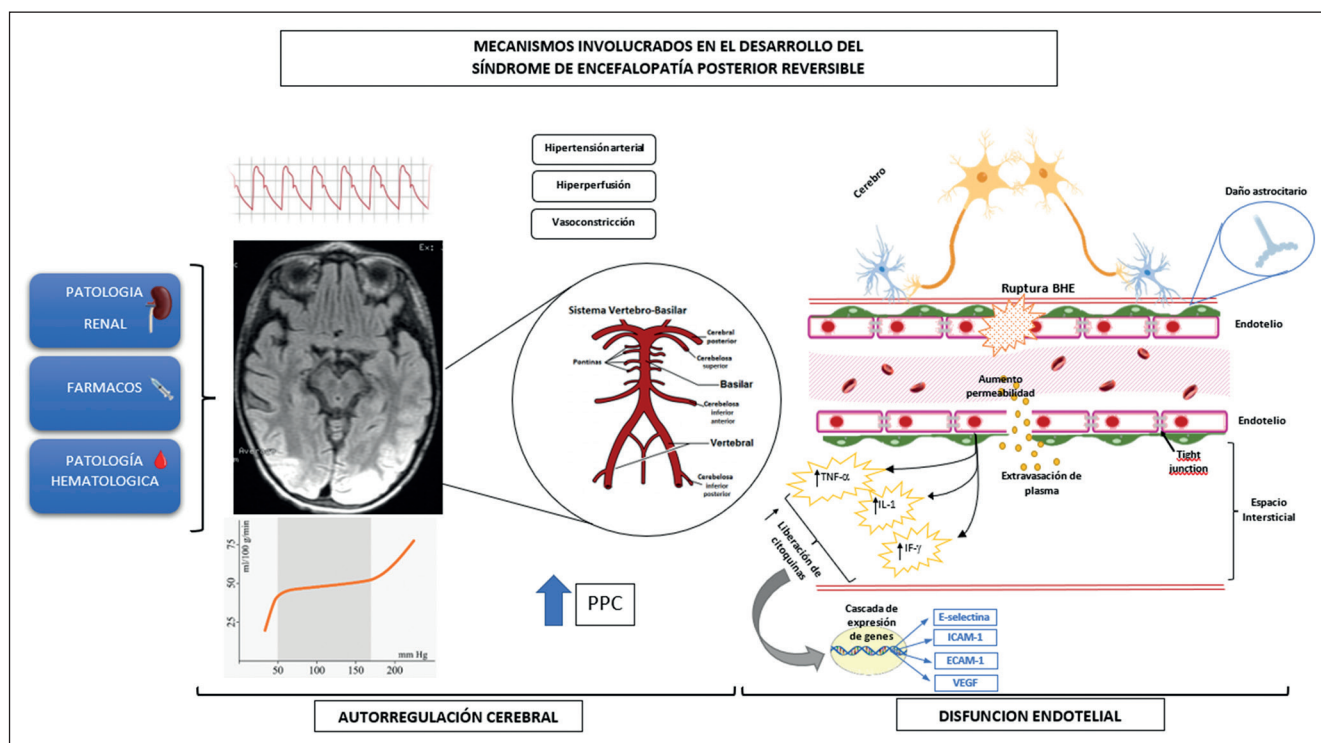 MECANISMOS INVOLUCRADOS EN EL DESARROLLO DEL
SÍNDROME DE ENCEFALOPATÍA POSTERIOR REVERSIBLE
PATOLOGIA
RENAL
FARMACOS
PATOLOGÍA
HEMATOLOGICA
Ex:
Average
ml/100 g/min
75
50
25
50
100
150
200
mm Hg
Hipertensión arterial
Hiperperfusión
Vasoconstricción
Sistema Vertebro-Basilar
Cerebral
posterior
Cerebelosa
superior
Pontinas
Basilar
Cerebelosa
inferior
anterior
Vertebral
Cerebelosa
inferior
posterior
PPC
AUTORREGULACIÓN CEREBRAL
Cerebro
Daño astrocitario
Ruptura BHE
Endotelio
Aumento
permeabilidad
Endotelio
Tight
junction
Extravasación de
plasma
Espacio
Intersticial
↑TNF-α
↑IL-1
↑IF-γ
↑ Liberación de
citoquinas
Cascada de
expresión
de genes
E-selectina
ICAM-1
ECAM-1
VEGF
DISFUNCION ENDOTELIAL